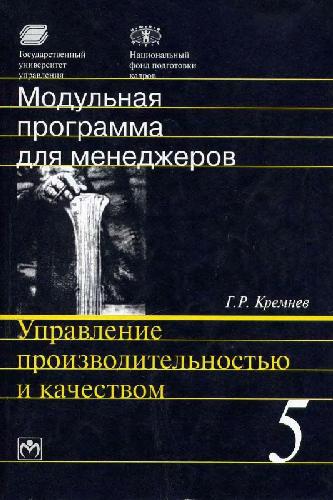 Государственный
университет
управления
Национальный
фонд подготовки
кадров
Модульная
программа
для менеджеров
Г.Р. Кремнев
Управление
производительностью
и качеством
5